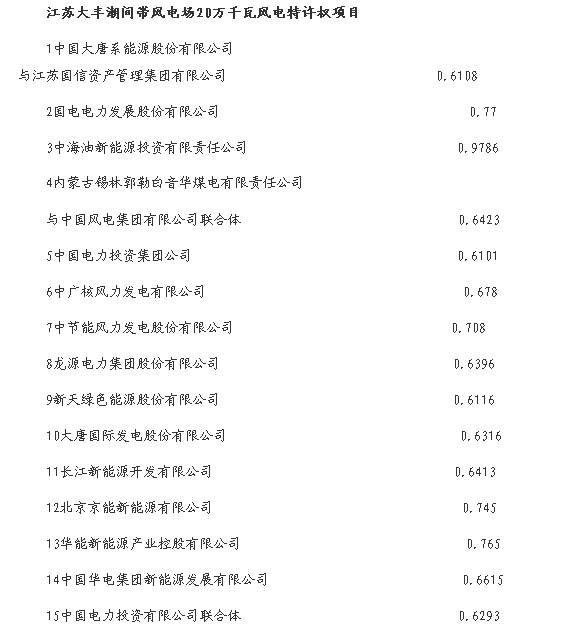 江苏大丰潮间带风电场20万千瓦风电特许权项目
1中国大唐系能源股份有限公司
与江苏国信资产管理集团有限公司 0.6108
2国电电力发展股份有限公司 0.77
3中海油新能源投资有限责任公司 0.9786
4内蒙古锡林郭勒白音华煤电有限责任公司
与中国风电集团有限公司联合体 0.6423
5中国电力投资集团公司 0.6101
6中广核风力发电有限公司 0.678
7中节能风力发电股份有限公司 0.708
8龙源电力集团股份有限公司 0.6396
9新天绿色能源股份有限公司 0.6116
10大唐国际发电股份有限公司 0.6316
11长江新能源开发有限公司 0.6413
12北京京能新能源有限公司 0.745
13华能新能源产业控股有限公司 0.765
14中国华电集团新能源发展有限公司 0.6615
15中国电力投资有限公司联合体 0.6293